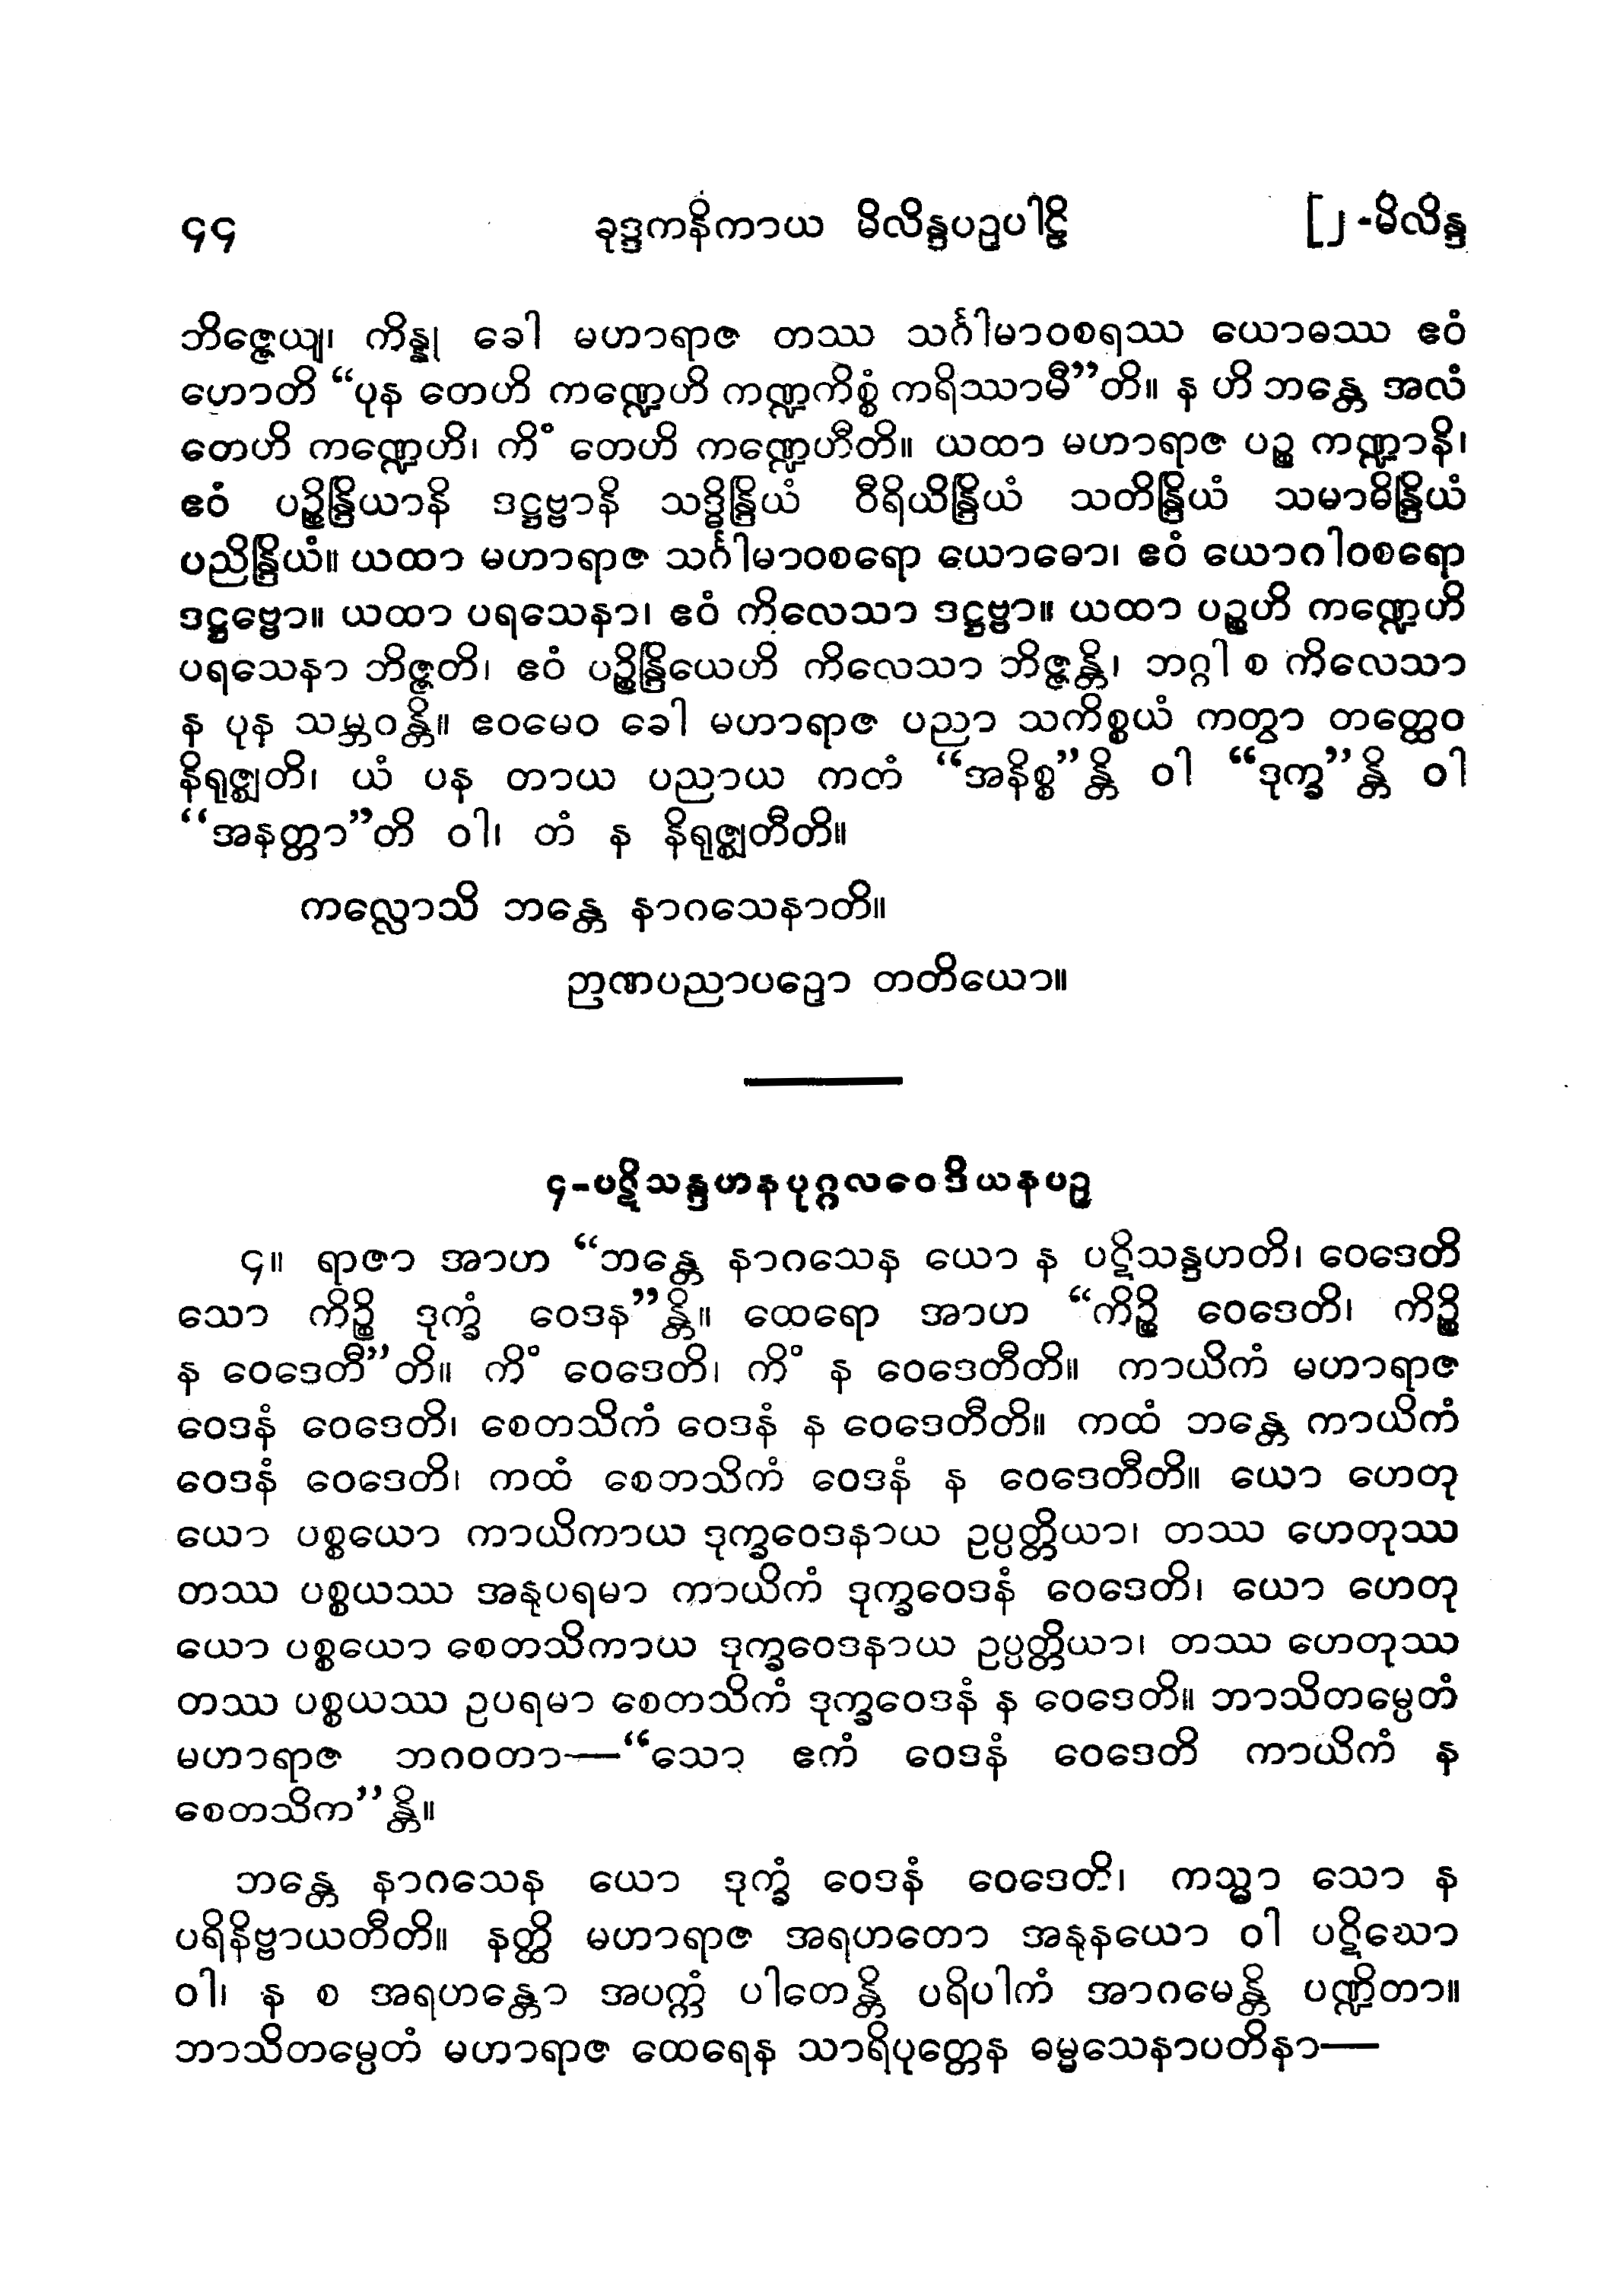 ၄၄ ခုဒ္ဒကနိကာယ မိလိန္ဒပဥှပါဠိ [၂-မိလိန္ဒ
ဘိဇ္ဇေယျ၊ ကိန္နု ခေါ မဟာရာဇ တဿ သင်္ဂါမာဝစရဿ ယောဓဿ ဧဝံ
ဟောတိ “ပုန တေဟိ ကဏ္ဍေဟိ ကဏ္ဍကိစ္စံ ကရိဿာမီ”တိ။ န ဟိ ဘန္တေ အလံ
တေဟိ ကဏ္ဍေဟိ၊ ကိံ တေဟိ ကဏ္ဍေဟီတိ။ ယထာ မဟာရာဇ ပဉ္စ ကဏ္ဍာနိ၊
ဧဝံ ပဉ္စိန္ဒြိယာနိ ဒဋ္ဌဗ္ဗာနိ သဒ္ဓိန္ဒြိယံ ဝီရိယိန္ဒြိယံ သတိန္ဒြိယံ သမာဓိန္ဒြိယံ
ပညိန္ဒြိယံ။ ယထာ မဟာရာဇ သင်္ဂါမာဝစရော ယောဓော၊ ဧဝံ ယောဂါဝစရော
ဒဋ္ဌဗ္ဗော။ ယထာ ပရသေနာ၊ ဧဝံ ကိလေသာ ဒဋ္ဌဗ္ဗာ။ ယထာ ပဉ္စဟိ ကဏ္ဍေဟိ
ပရသေနာ ဘိဇ္ဇတိ၊ ဧဝံ ပဉ္စိန္ဒြိယေဟိ ကိလေသာ ဘိဇ္ဇန္တိ၊ ဘဂ္ဂါ စ ကိလေသာ
န ပုန သမ္ဘဝန္တိ။ ဧဝမေဝ ခေါ မဟာရာဇ ပညာ သကိစ္စယံ ကတွာ တတ္ထေဝ
နိရုဇ္ဈတိ၊ ယံ ပန တာယ ပညာယ ကတံ “အနိစ္စ”န္တိ ဝါ “ဒုက္ခ”န္တိ ဝါ
“အနတ္တာ”တိ ဝါ၊ တံ န နိရုဇ္ဈတီတိ။
ကလ္လောသိ ဘန္တေ နာဂသေနာတိ။
ဉာဏပညာပဥှော တတိယော။
၄-ပဋိသန္ဒဟနပုဂ္ဂလဝေဒိယနပဥှ
၄။ ရာဇာ အာဟ “ဘန္တေ နာဂသေန ယော န ပဋိသန္ဒဟတိ၊ ဝေဒေတိ
သော ကိဉ္စိ ဒုက္ခံ ဝေဒန”န္တိ။ ထေရော အာဟ “ကိဉ္စိ ဝေဒေတိ၊ ကိဉ္စိ
န ဝေဒေတီ”တိ။ ကိံ ဝေဒေတိ၊ ကိံ န ဝေဒေတီတိ။ ကာယိကံ မဟာရာဇ
ဝေဒနံ ဝေဒေတိ၊ စေတသိကံ ဝေဒနံ န ဝေဒေတီတိ။ ကထံ ဘန္တေ ကာယိကံ
ဝေဒနံ ဝေဒေတိ၊ ကထံ စေဘသိကံ ဝေဒနံ န ဝေဒေတီတိ။ ယော ဟေတု
ယော ပစ္စယော ကာယိကာယ ဒုက္ခဝေဒနာယ ဥပ္ပတ္တိယာ၊ တဿ ဟေတုဿ
တဿ ပစ္စယဿ အနုပရမာ ကာယိကံ ဒုက္ခဝေဒနံ ဝေဒေတိ၊ ယော ဟေတု
ယော ပစ္စယော စေတသိကာယ ဒုက္ခဝေဒနာယ ဥပ္ပတ္တိယာ၊ တဿ ဟေတုဿ
တဿ ပစ္စယဿ ဥပရမာ စေတသိကံ ဒုက္ခဝေဒနံ န ဝေဒေတိ။ ဘာသိတမ္ပေတံ
မဟာရာဇ ဘဂဝတာ—“သော ဧကံ ဝေဒနံ ဝေဒေတိ ကာယိကံ န
စေတသိက”န္တိ။
ဘန္တေ နာဂသေန ယော ဒုက္ခံ ဝေဒနံ ဝေဒေတိ၊ ကသ္မာ သော န
ပရိနိဗ္ဗာယတီတိ။ နတ္ထိ မဟာရာဇ အရဟတော အနုနယော ဝါ ပဋိဃော
ဝါ၊ န စ အရဟန္တော အပက္ကံ ပါတေန္တိ ပရိပါကံ အာဂမေန္တိ ပဏ္ဍိတာ။
ဘာသိတမ္ပေတံ မဟာရာဇ ထေရေန သာရိပုတ္တေန ဓမ္မသေနာပတိနာ—